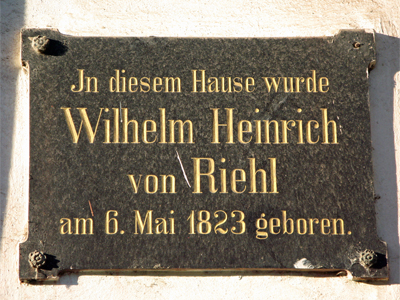 Jn diesem Hause wurde
Wilhelm Heinrich
von Riehl
am 6. Mai 1823 geboren.